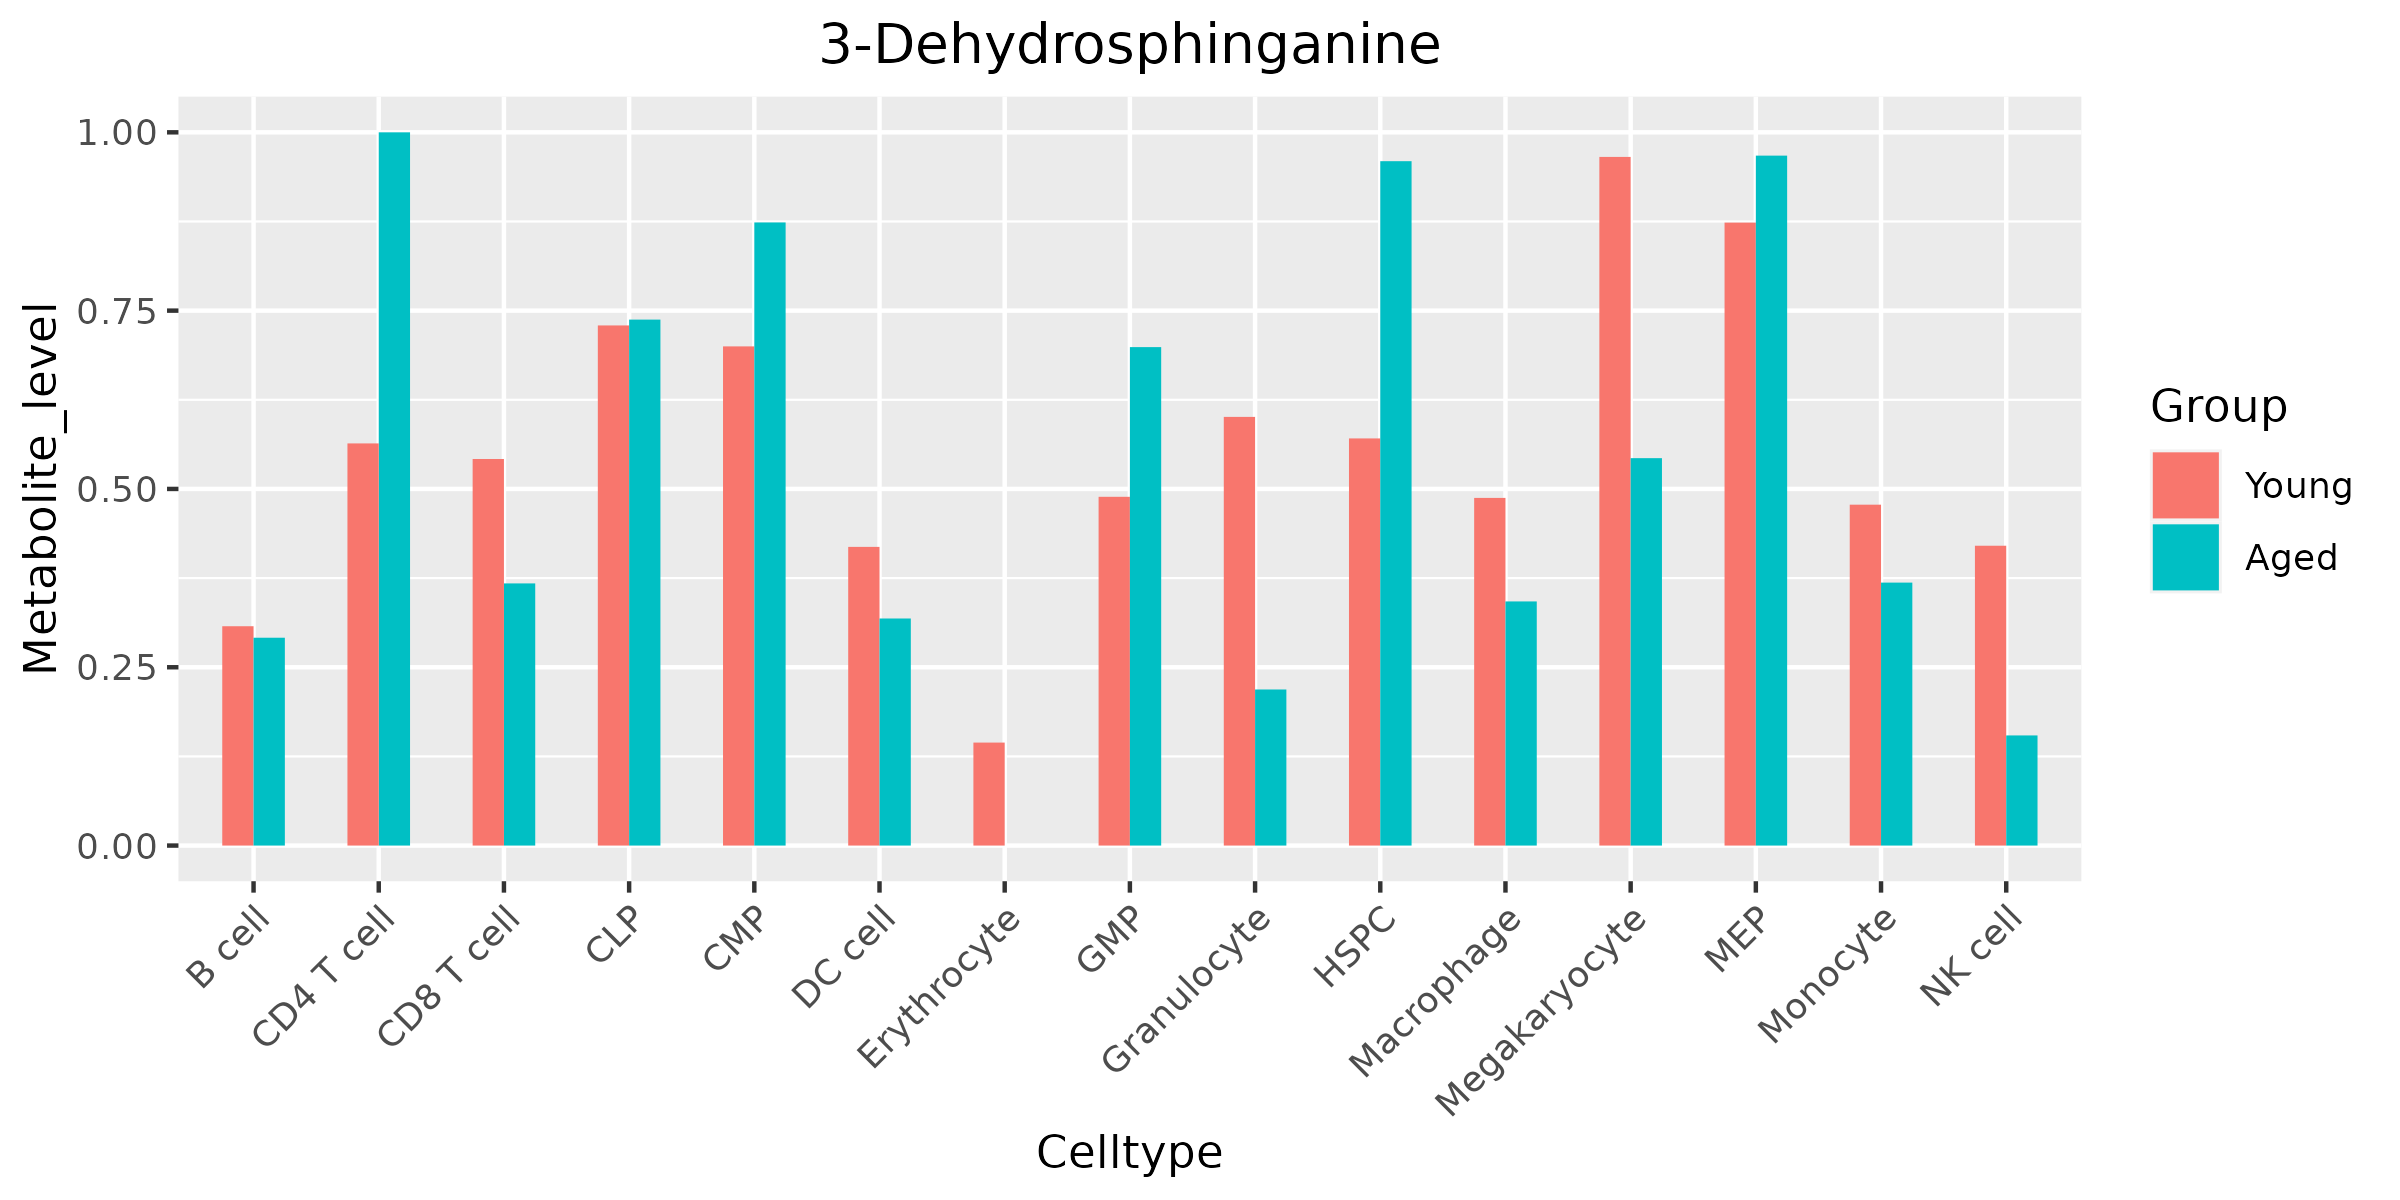 3-Dehydrosphinganine
Metabolite_level
1.00
0.75
0.50
0.25
0.00
B cell
CD4 T cell
CD8 T cell
CLP
CMP
DC cell
Erythrocyte
GMP
Granulocyte
HSPC
Macrophage
Megakaryocyte
MEP
Monocyte
NK cell
Celltype
Group
Young
Aged